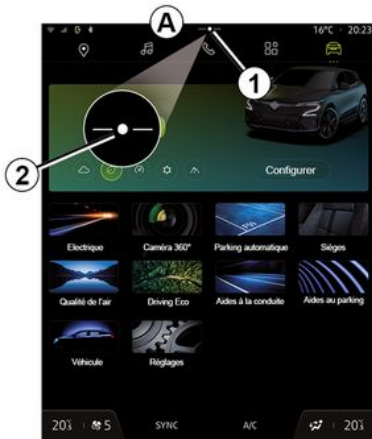 A
16°C 20:23
1
2
Configurer
Electrique
Caméra 360°
Parking automatique
Sièges
Qualité de l'air
Driving Eco
Aides à la conduite
Aides au parking
Véhicule
Réglages
5
SYNC
A/C